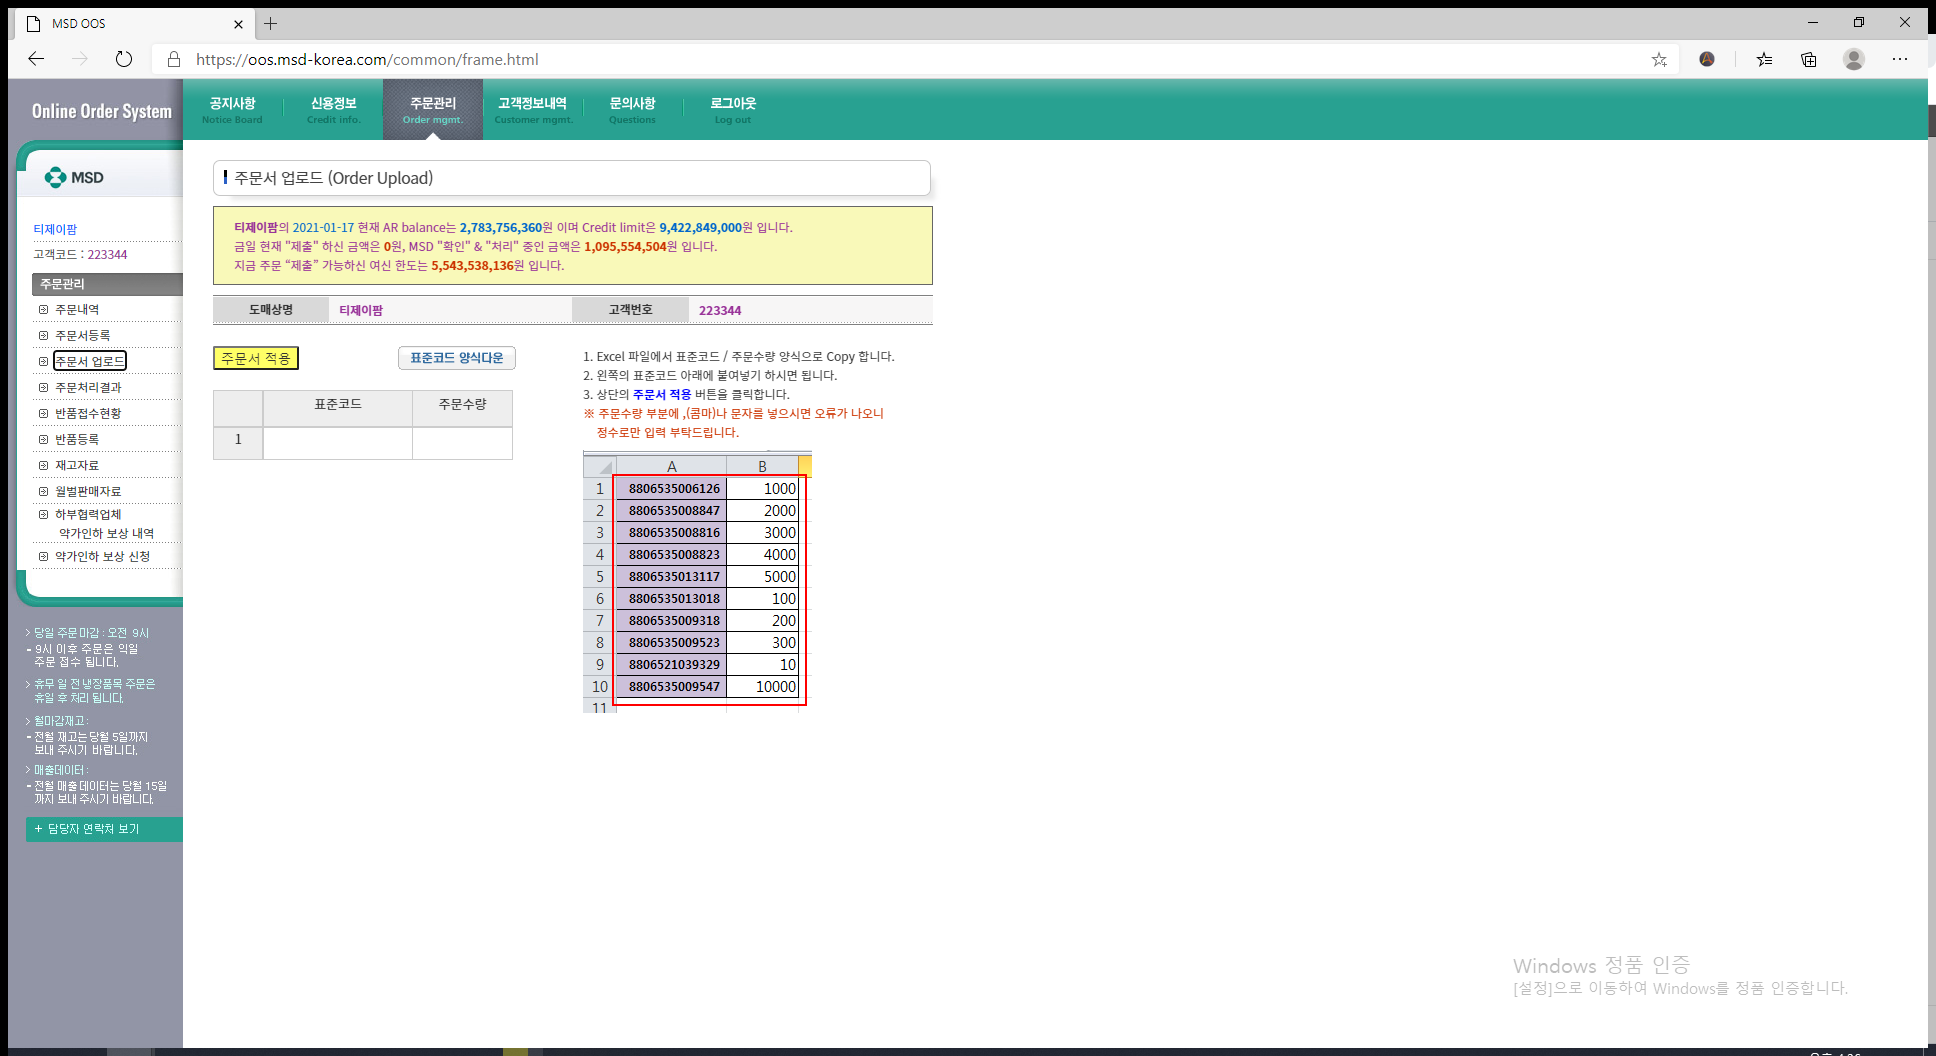 MSD OOS
https://oos.msd-korea.com/common/frame.html
Online Order System
공지사항
Notice Board
신용정보
Credit info.
주문관리
Order mgmt.
고객정보내역
Customer mgmt.
문의사항
Questions
로그아웃
Log out
MSD
티제이팜
고객코드 : 223344
주문관리
주문내역
주문서등록
주문서 업로드
주문처리결과
반품접수현황
반품등록
재고자료
월별판매자료
하부협력업체
약가인하 보상 내역
약가인하 보상 신청
> 당일 주문 마감 : 오전 9시
- 9시 이후 주문은 익일
주문 접수 됩니다.
> 휴무 일 전 냉장품목 주문은
휴일 후 처리 됩니다.
> 월마감재고 :
- 전월 재고는 당월 5일까지
보내 주시기 바랍니다.
> 매출데이터 :
- 전월 매출 데이터는 당월 15일
까지 보내 주시기 바랍니다.
+ 담당자 연락처 보기
주문서 업로드 (Order Upload)
티제이팜의 2021-01-17 현재 AR balance는 2,783,756,360원 이며 Credit limit은 9,422,849,000원 입니다.
금일 현재 "제출" 하신 금액은 0원, MSD "확인" & "처리" 중인 금액은 1,095,554,504원 입니다.
지금 주문 “제출” 가능하신 여신 한도는 5,543,538,136원 입니다.
도매상명 티제이팜 고객번호 223344
주문서 적용
표준코드 양식다운
표준코드 주문수량
1
1. Excel 파일에서 표준코드 / 주문수량 양식으로 Copy 합니다.
2. 왼쪽의 표준코드 아래에 붙여넣기 하시면 됩니다.
3. 상단의 주문서 적용 버튼을 클릭합니다.
※ 주문수량 부분에 ,(콤마)나 문자를 넣으시면 오류가 나오니
정수로만 입력 부탁드립니다.
A B
1 8806535006126 1000
2 8806535008847 2000
3 8806535008816 3000
4 8806535008823 4000
5 8806535013117 5000
6 8806535013018 100
7 8806535009318 200
8 8806535009523 300
9 8806521039329 10
10 8806535009547 10000
11
Windows 정품 인증
[설정]으로 이동하여 Windows를 정품 인증합니다.